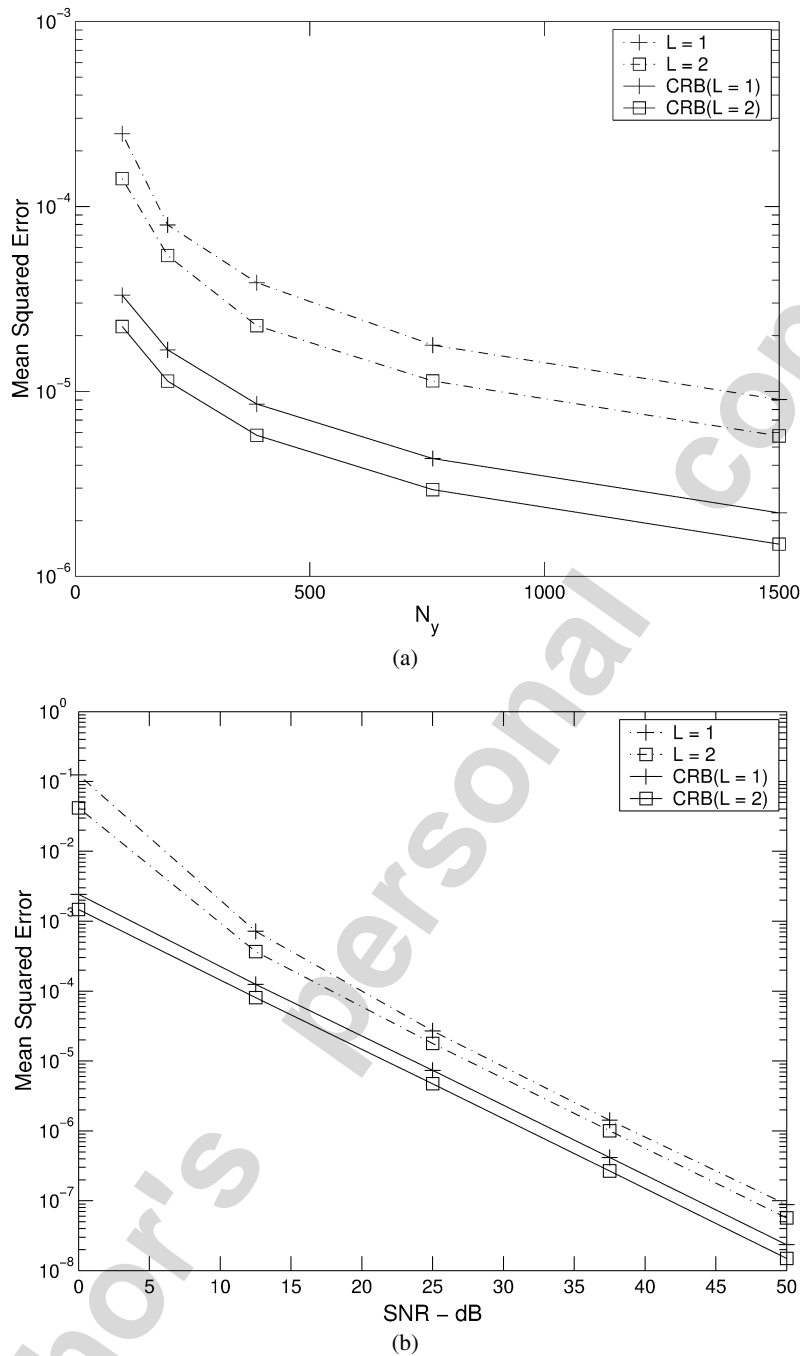 10^-3
10^-4
10^-5
10^-6
Mean Squared Error
L = 1
L = 2
CRB(L = 1)
CRB(L = 2)
0
500
1000
1500
N_y
(a)
10^0
10^-1
10^-2
10^-3
10^-4
10^-5
10^-6
10^-7
10^-8
Mean Squared Error
L = 1
L = 2
CRB(L = 1)
CRB(L = 2)
0
5
10
15
20
25
30
35
40
45
50
SNR – dB
(b)
hor's personal cop